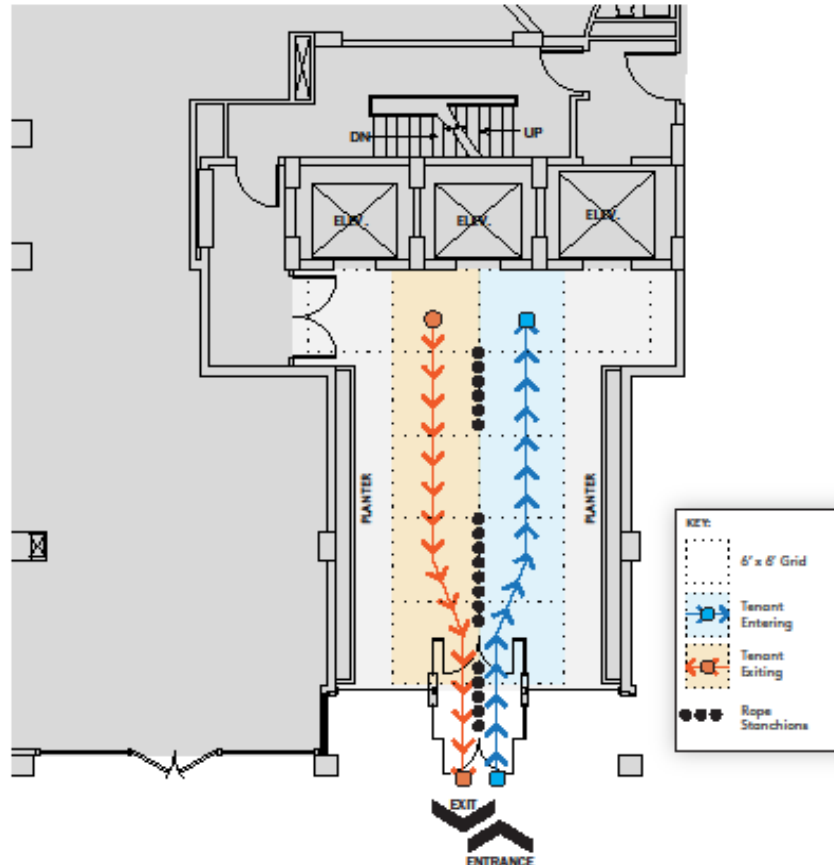 DN
UP
ELEV.
ELEV.
ELEV.
PLANTER
PLANTER
KEY:
6' x 6' Grid
Tenant
Entering
Tenant
Exiting
Rope
Stanchions
EXIT
ENTRANCE